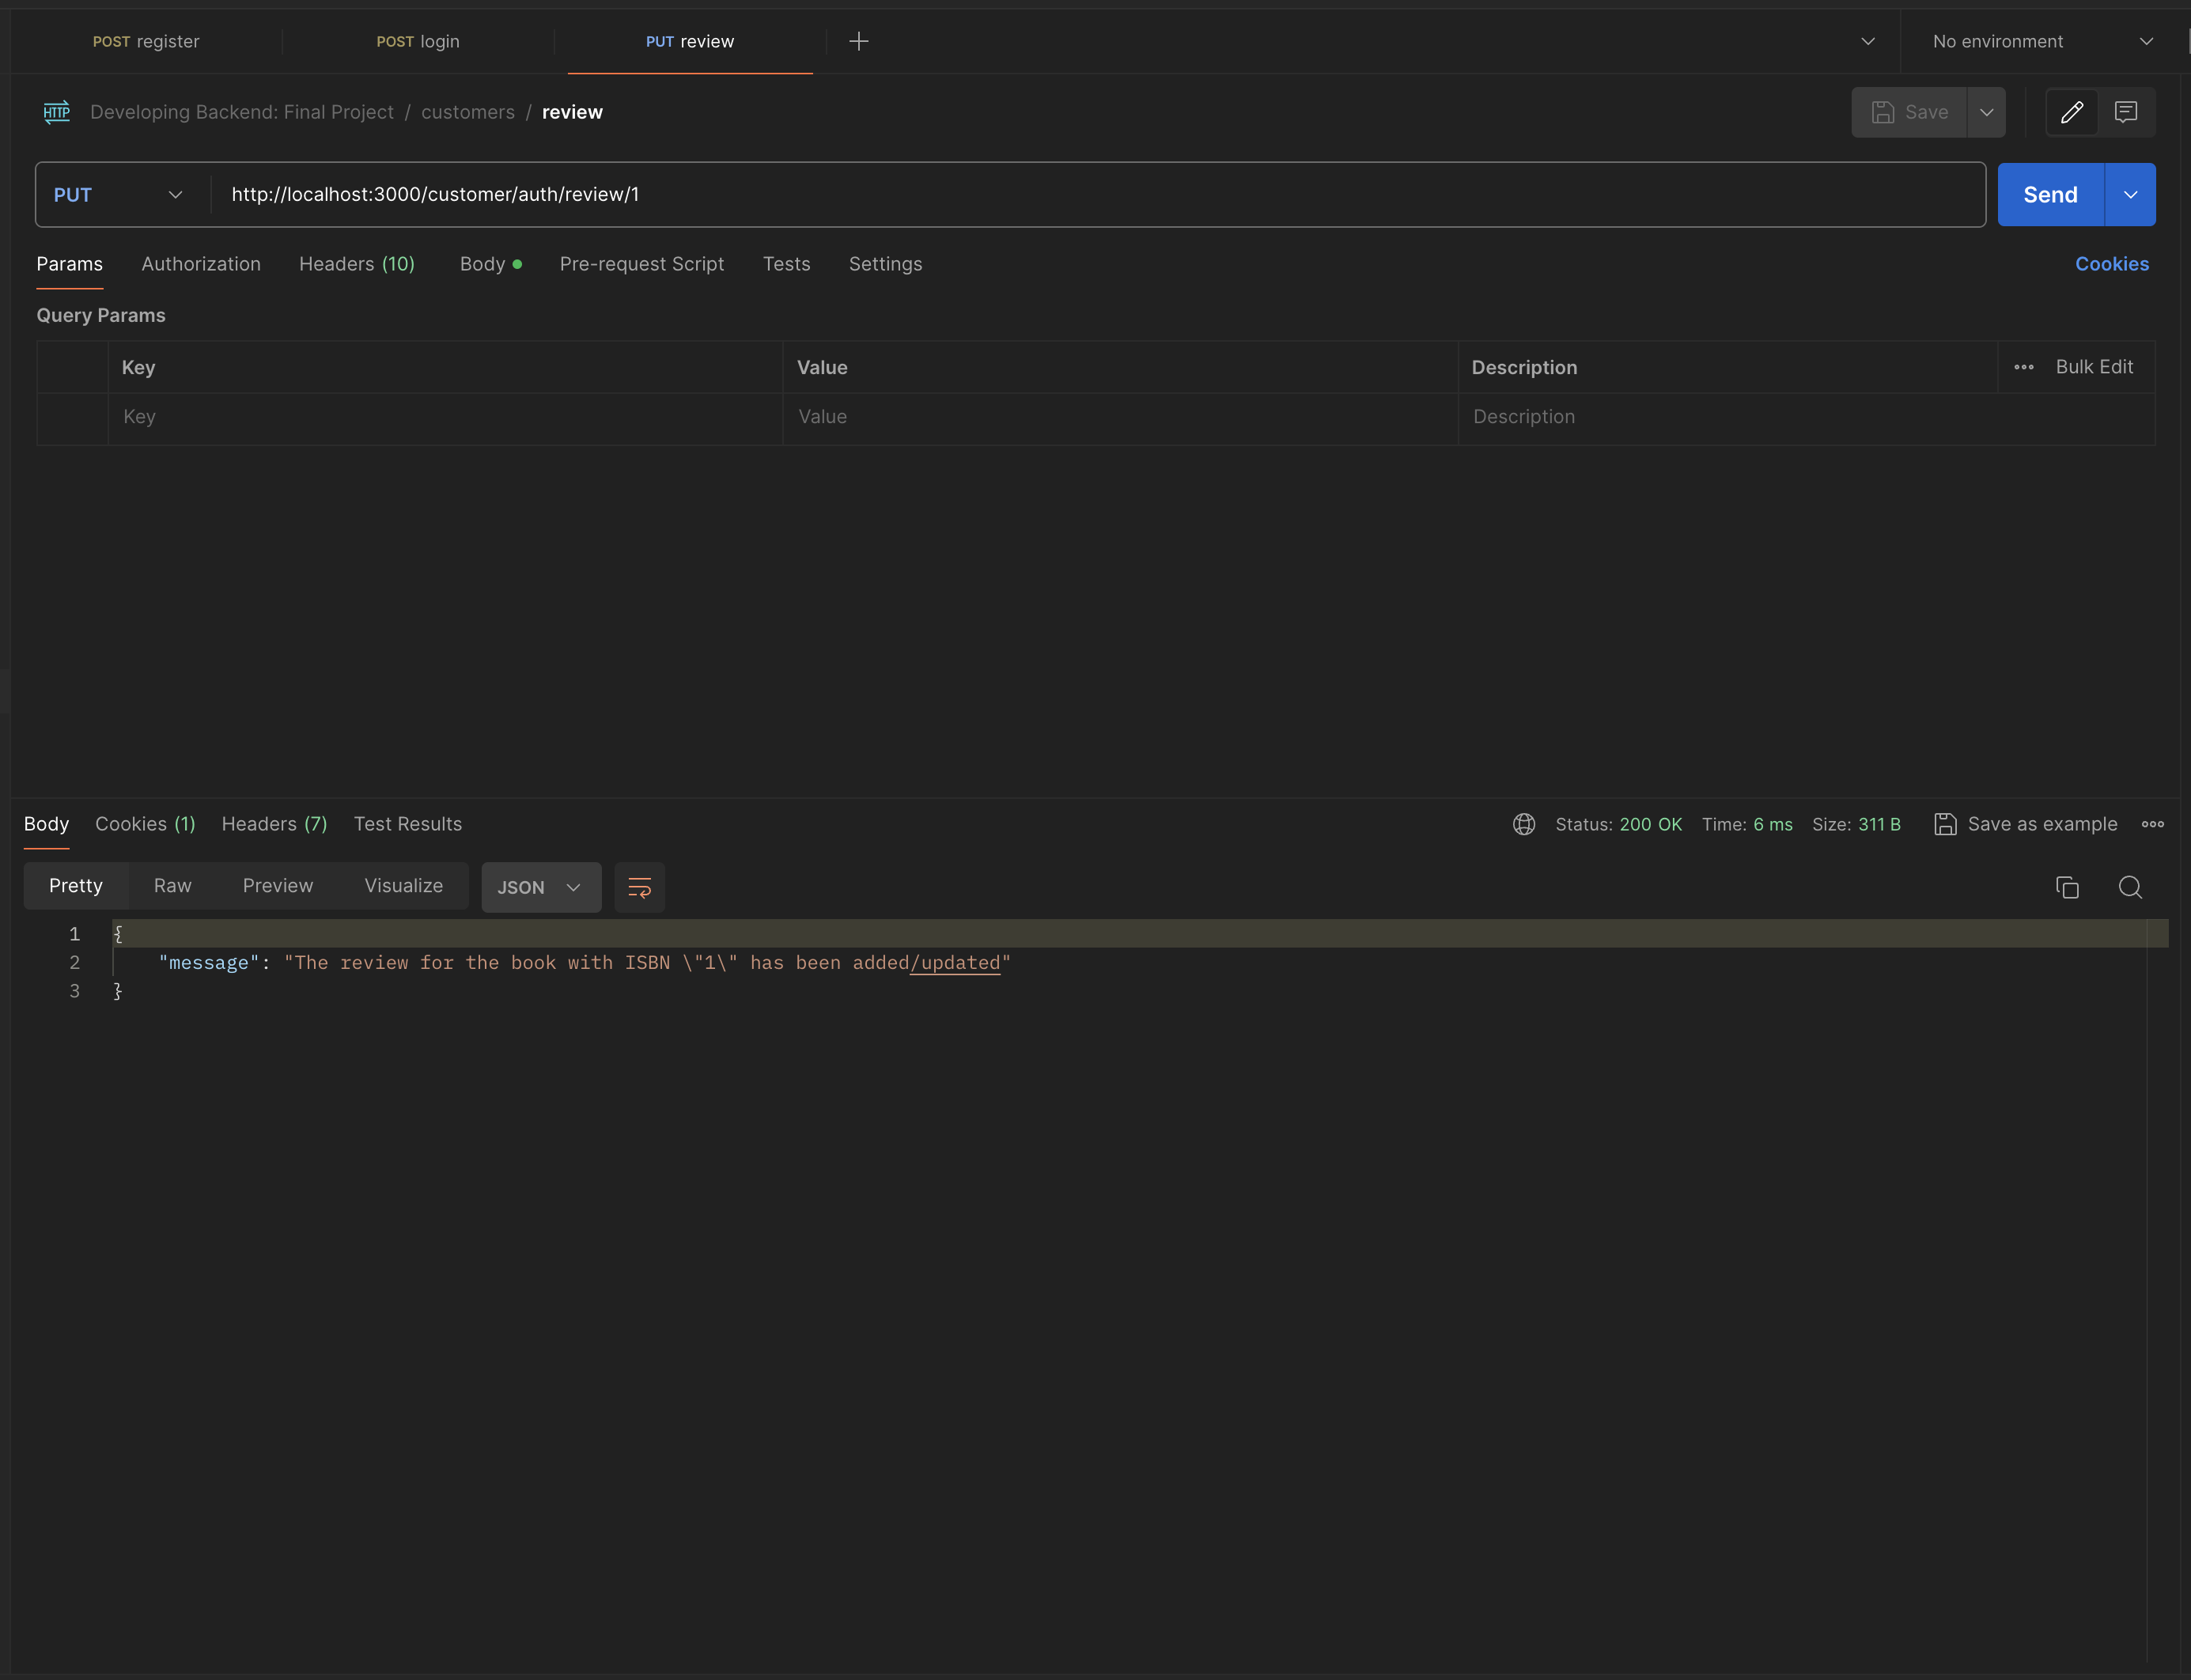 POST register POST login PUT review No environment
HTTP Developing Backend: Final Project / customers / review Save
PUT http://localhost:3000/customer/auth/review/1 Send
Params Authorization Headers (10) Body Pre-request Script Tests Settings Cookies
Query Params
Key Value Description Bulk Edit
Key Value Description
Body Cookies (1) Headers (7) Test Results Status: 200 OK Time: 6 ms Size: 311 B Save as example
Pretty Raw Preview Visualize JSON
1 {
2 "message": "The review for the book with ISBN \"1\" has been added/updated"
3 }